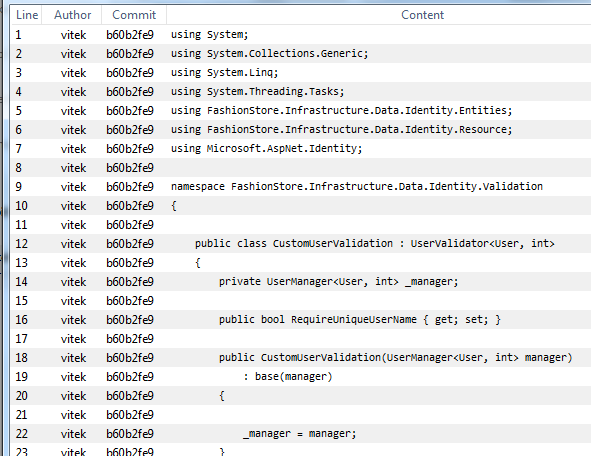 Line Author Commit Content
1 vitek b60b2fe9 using System;
2 vitek b60b2fe9 using System.Collections.Generic;
3 vitek b60b2fe9 using System.Linq;
4 vitek b60b2fe9 using System.Threading.Tasks;
5 vitek b60b2fe9 using FashionStore.Infrastructure.Data.Identity.Entities;
6 vitek b60b2fe9 using FashionStore.Infrastructure.Data.Identity.Resource;
7 vitek b60b2fe9 using Microsoft.AspNet.Identity;
8 vitek b60b2fe9
9 vitek b60b2fe9 namespace FashionStore.Infrastructure.Data.Identity.Validation
10 vitek b60b2fe9 {
11 vitek b60b2fe9
12 vitek b60b2fe9 public class CustomUserValidation : UserValidator<User, int>
13 vitek b60b2fe9 {
14 vitek b60b2fe9 private UserManager<User, int> _manager;
15 vitek b60b2fe9
16 vitek b60b2fe9 public bool RequireUniqueUserName { get; set; }
17 vitek b60b2fe9
18 vitek b60b2fe9 public CustomUserValidation(UserManager<User, int> manager)
19 vitek b60b2fe9 : base(manager)
20 vitek b60b2fe9 {
21 vitek b60b2fe9
22 vitek b60b2fe9 _manager = manager;
23 vitek b60b2fe9 }